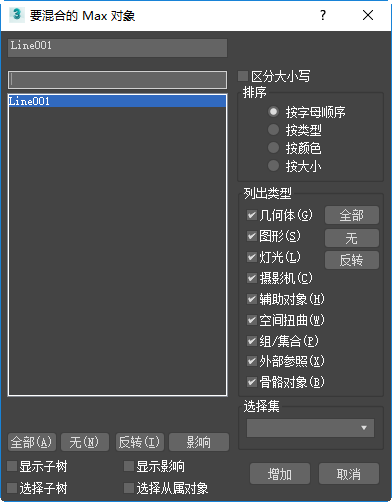 要混合的 Max 对象
Line001
Line001
全部(A)
无(N)
反转(I)
影响
显示子树
显示影响
选择子树
选择从属对象
区分大小写
排序
按字母顺序
按类型
按颜色
按大小
列出类型
几何体(G)
全部
图形(S)
无
灯光(L)
反转
摄影机(C)
辅助对象(H)
空间扭曲(W)
组/集合(P)
外部参照(X)
骨骼对象(B)
选择集
增加
取消